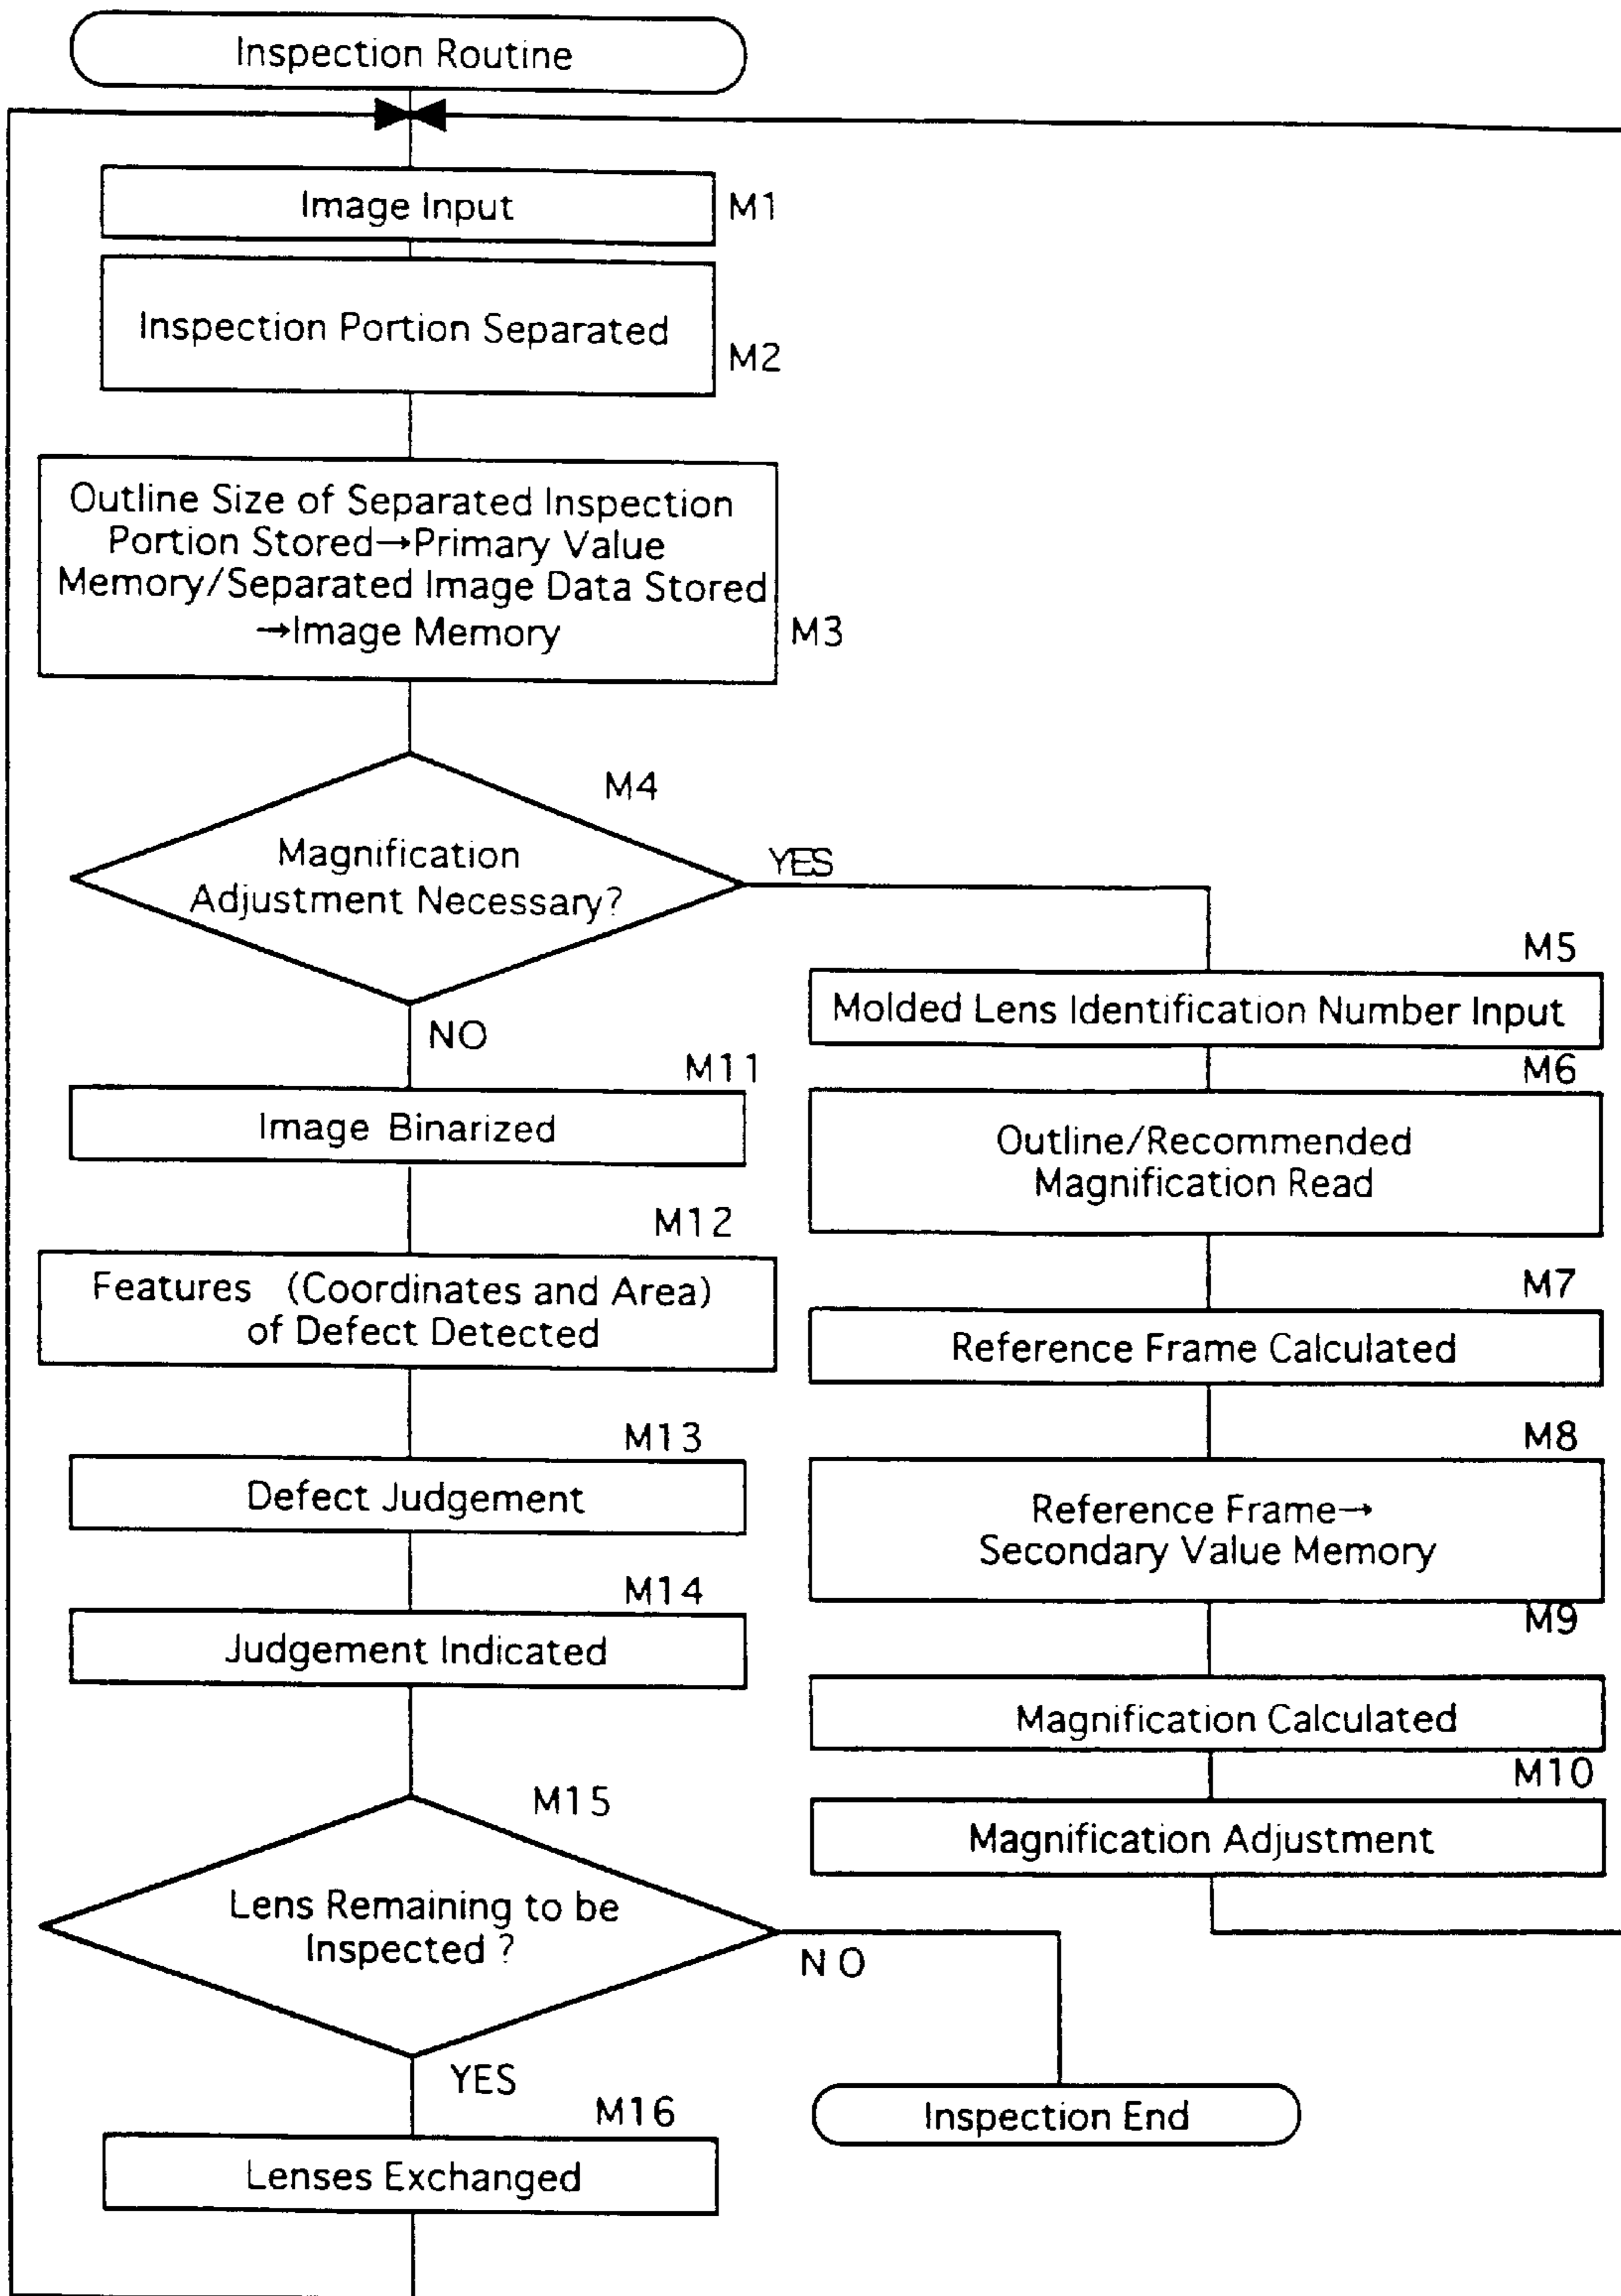 Inspection Routine
Image Input
M1
Inspection Portion Separated
M2
Outline Size of Separated Inspection
Portion Stored→Primary Value
Memory/Separated Image Data Stored
→Image Memory
M3
M4
Magnification
Adjustment Necessary?
YES
NO
M5
Molded Lens Identification Number Input
M6
Outline/Recommended
Magnification Read
M7
Reference Frame Calculated
M8
Reference Frame→
Secondary Value Memory
M9
Magnification Calculated
M10
Magnification Adjustment
M11
Image Binarized
M12
Features (Coordinates and Area)
of Defect Detected
M13
Defect Judgement
M14
Judgement Indicated
M15
Lens Remaining to be
Inspected ?
NO
YES
M16
Lenses Exchanged
Inspection End